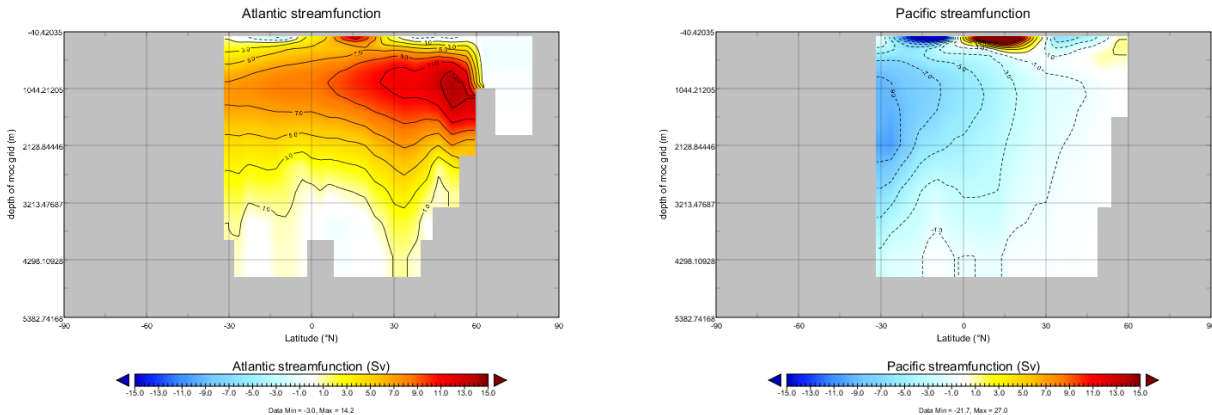 Atlantic streamfunction
Pacific streamfunction
-40.42035
1044.21205
2128.84446
3213.47687
4298.10928
5382.74168
depth of moc grid (m)
-90 -60 -30 0 30 60 90
Latitude (°N)
Atlantic streamfunction (Sv)
-15.0 -13.0 -11.0 -9.0 -7.0 -5.0 -3.0 -1.0 1.0 3.0 5.0 7.0 9.0 11.0 13.0 15.0
Data Min = -3.0, Max = 14.2
-40.42035
1044.21205
2128.84446
3213.47687
4298.10928
5382.74168
depth of moc grid (m)
-90 -60 -30 0 30 60 90
Latitude (°N)
Pacific streamfunction (Sv)
-15.0 -13.0 -11.0 -9.0 -7.0 -5.0 -3.0 -1.0 1.0 3.0 5.0 7.0 9.0 11.0 13.0 15.0
Data Min = -21.7, Max = 27.0